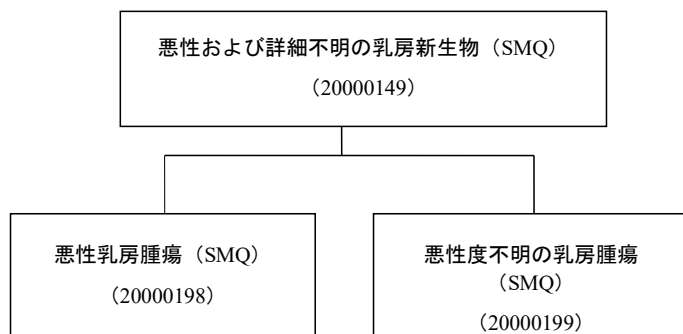 悪性および詳細不明の乳房新生物（SMQ）
（20000149）
悪性乳房腫瘍（SMQ）
（20000198）
悪性度不明の乳房腫瘍
（SMQ）
（20000199）